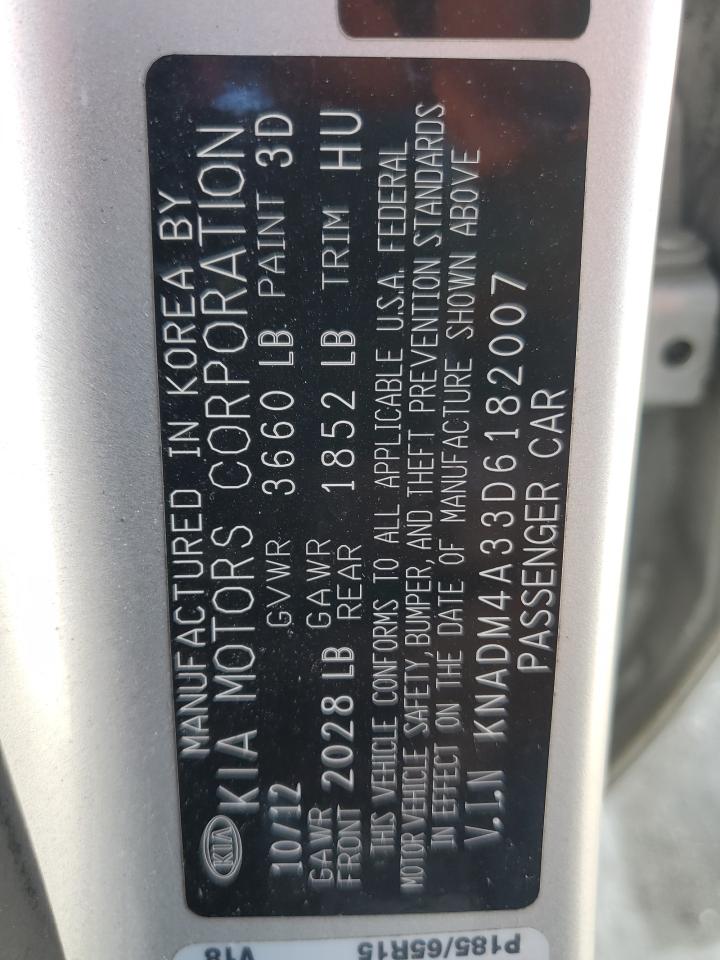 MANUFACTURED IN KOREA BY
KIA KIA MOTORS CORPORATION
10/12 GVWR 3660 LB PAINT 3D
GAWR FRONT 2028 LB GAWR REAR 1852 LB TRIM HU
THIS VEHICLE CONFORMS TO ALL APPLICABLE U.S.A. FEDERAL
MOTOR VEHICLE SAFETY, BUMPER, AND THEFT PREVENTION STANDARDS
IN EFFECT ON THE DATE OF MANUFACTURE SHOWN ABOVE
V.I.N KNADM4A33D6182007
PASSENGER CAR
P185/65R15
V18